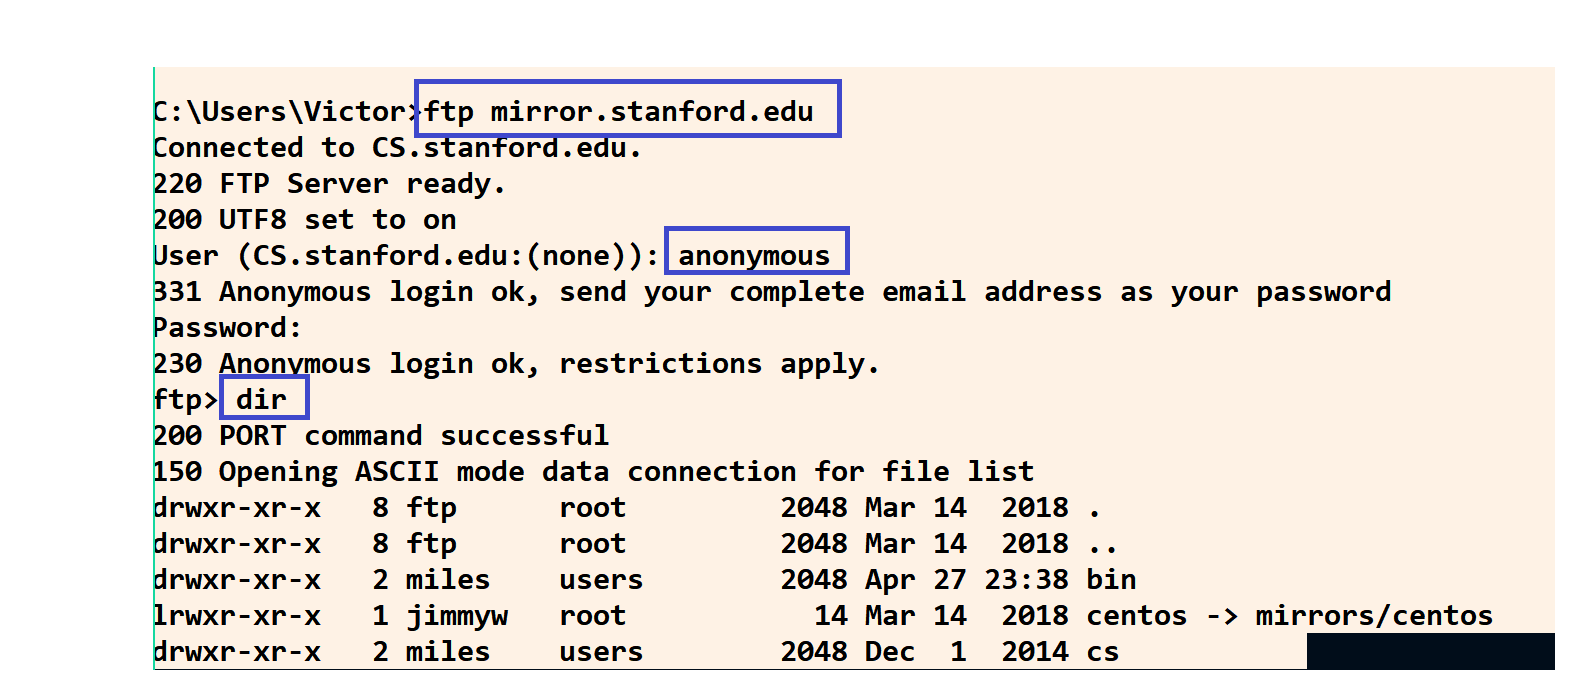 C:\Users\Victor>ftp mirror.stanford.edu
Connected to CS.stanford.edu.
220 FTP Server ready.
200 UTF8 set to on
User (CS.stanford.edu:(none)): anonymous
331 Anonymous login ok, send your complete email address as your password
Password:
230 Anonymous login ok, restrictions apply.
ftp> dir
200 PORT command successful
150 Opening ASCII mode data connection for file list
drwxr-xr-x   8 ftp      root         2048 Mar 14  2018 .
drwxr-xr-x   8 ftp      root         2048 Mar 14  2018 ..
drwxr-xr-x   2 miles    users        2048 Apr 27 23:38 bin
lrwxr-xr-x   1 jimmyw   root           14 Mar 14  2018 centos -> mirrors/centos
drwxr-xr-x   2 miles    users        2048 Dec  1  2014 cs